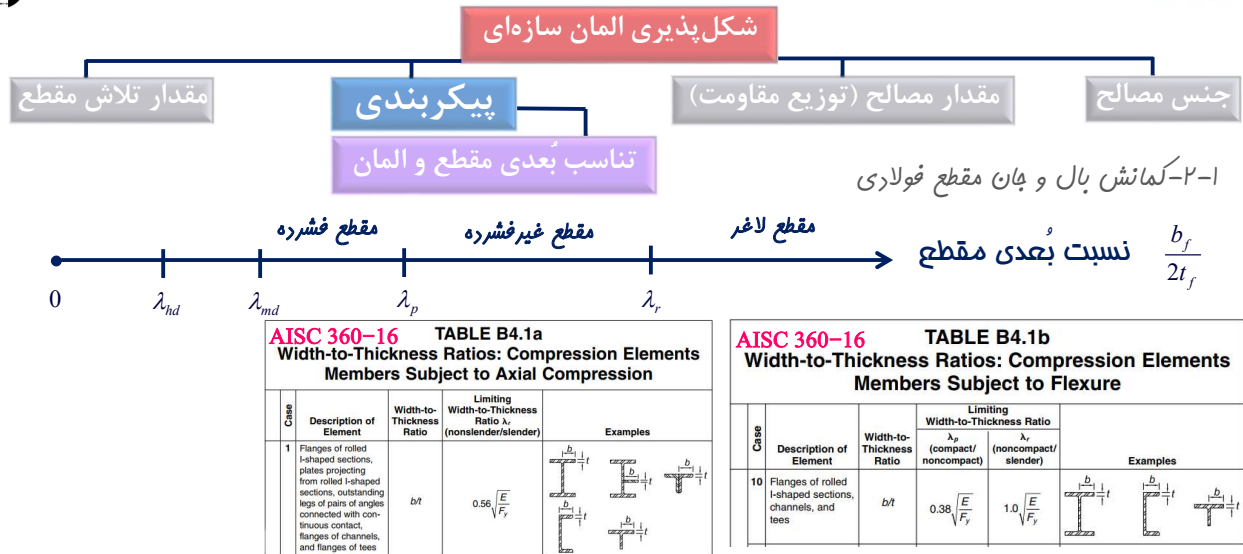 شکل‌پذیری المان سازه‌ای
جنس مصالح
مقدار مصالح (توزیع مقاومت)
پیکربندی
مقدار تلاش مقطع
تناسب بُعدی مقطع و المان
۱-۲-کمانش بال و جان مقطع فولادی
مقطع فشرده
مقطع غیرفشرده
مقطع لاغر
نسبت بُعدی مقطع b_f / 2t_f
0 λ_hd λ_md λ_p λ_r
AISC 360-16 TABLE B4.1a
Width-to-Thickness Ratios: Compression Elements
Members Subject to Axial Compression
Case
Description of
Element
Width-to-
Thickness
Ratio
Limiting
Width-to-Thickness
Ratio λr
(nonslender/slender)
Examples
1
Flanges of rolled
I-shaped sections,
plates projecting
from rolled I-shaped
sections, outstanding
legs of pairs of angles
connected with con-
tinuous contact,
flanges of channels,
and flanges of tees
b/t
0.56√(E/Fy)
b t
b t
b t
b t
b t
AISC 360-16 TABLE B4.1b
Width-to-Thickness Ratios: Compression Elements
Members Subject to Flexure
Case
Description of
Element
Width-to-
Thickness
Ratio
Limiting
Width-to-Thickness Ratio
λp
(compact/
noncompact)
λr
(noncompact/
slender)
Examples
10
Flanges of rolled
I-shaped sections,
channels, and
tees
b/t
0.38√(E/Fy)
1.0√(E/Fy)
b t
b t
b t